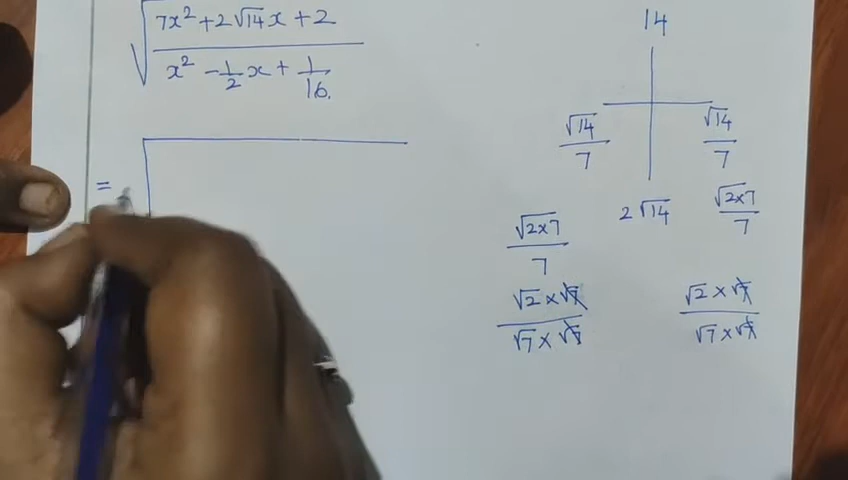 √(7x² + 2√14x + 2)
x² - 1/2 x + 1/16.
=
14
√14/7 √14/7
2√14
√2×7/7 √2×7/7
√2 × √7 / √7 × √7
√2 × √7 / √7 × √7